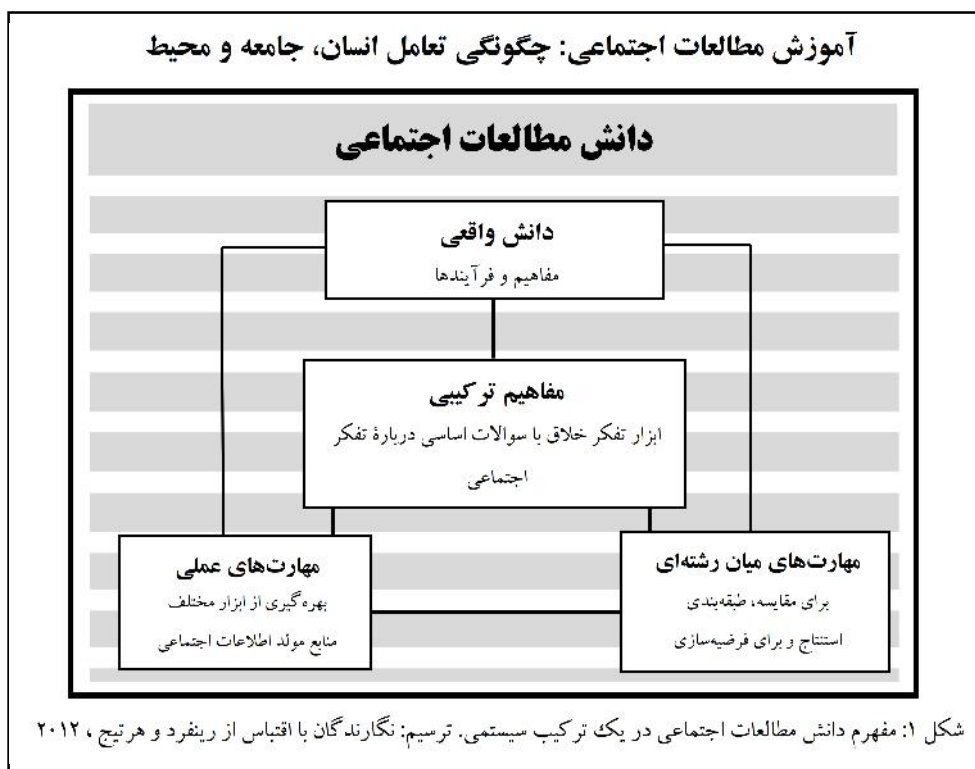 آموزش مطالعات اجتماعی: چگونگی تعامل انسان، جامعه و محیط
دانش مطالعات اجتماعی
دانش واقعی
مفاهیم و فرآیندها
مفاهیم ترکیبی
ابزار تفکر خلاق با سوالات اساسی دربارهٔ تفکر
اجتماعی
مهارت‌های میان رشته‌ای
برای مقایسه، طبقه‌بندی
استنتاج و برای فرضیه‌سازی
مهارت‌های عملی
بهره‌گیری از ابزار مختلف
منابع مولد اطلاعات اجتماعی
شکل ۱: مفهوم دانش مطالعات اجتماعی در یک ترکیب سیستمی. ترسیم: نگارندگان با اقتباس از رینفرد و هرتیج ، ۲۰۱۲